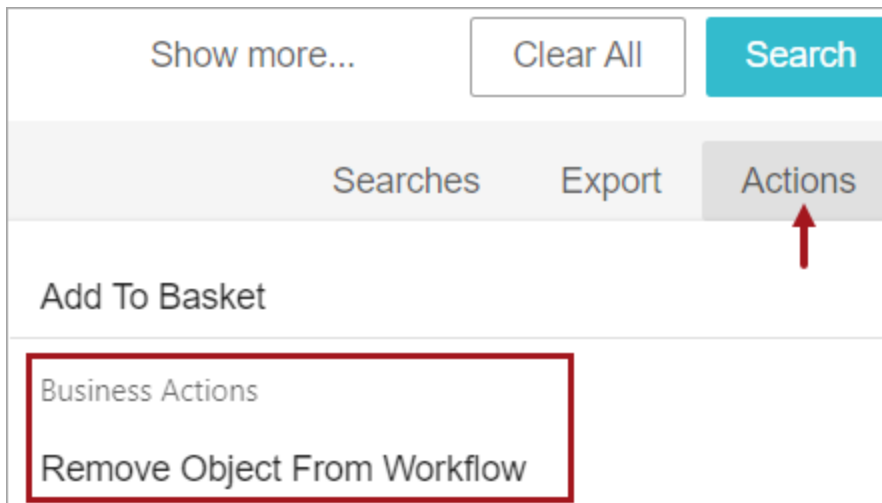 Show more... Clear All Search
Searches Export Actions
Add To Basket
Business Actions
Remove Object From Workflow